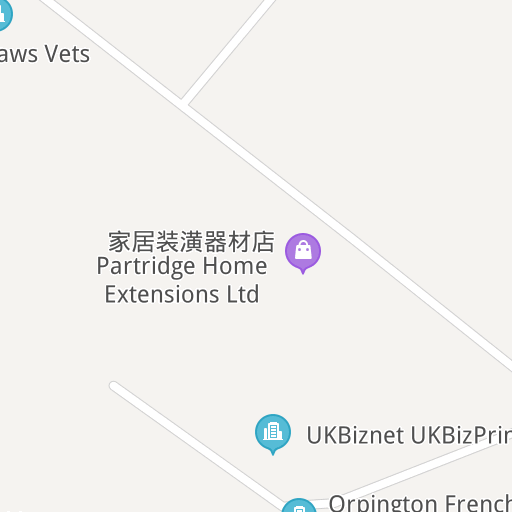 aws Vets
家居装潢器材店
Partridge Home
Extensions Ltd
UKBiznet UKBizPrin
Orpington French